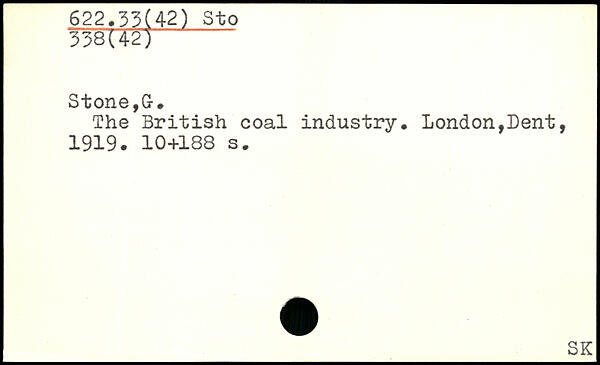 622.33(42) Sto
338(42)
Stone,G.
The British coal industry. London,Dent,
1919. 10+188 s.
SK